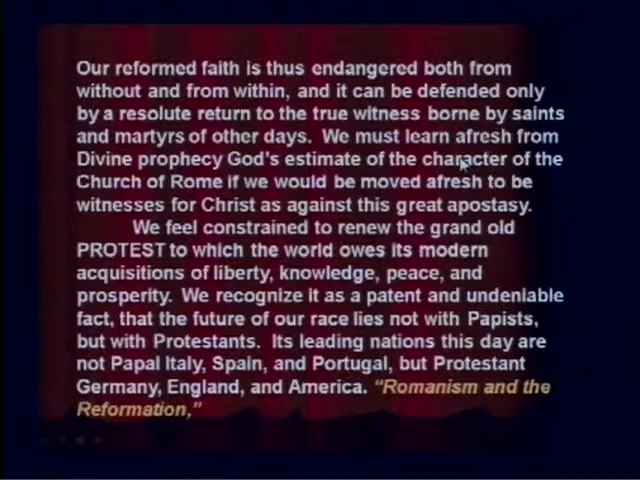 Our reformed faith is thus endangered both from
without and from within, and it can be defended only
by a resolute return to the true witness borne by saints
and martyrs of other days. We must learn afresh from
Divine prophecy God's estimate of the character of the
Church of Rome if we would be moved afresh to be
witnesses for Christ as against this great apostasy.
We feel constrained to renew the grand old
PROTEST to which the world owes its modern
acquisitions of liberty, knowledge, peace, and
prosperity. We recognize it as a patent and undeniable
fact, that the future of our race lies not with Papists,
but with Protestants. Its leading nations this day are
not Papal Italy, Spain, and Portugal, but Protestant
Germany, England, and America. "Romanism and the
Reformation,"